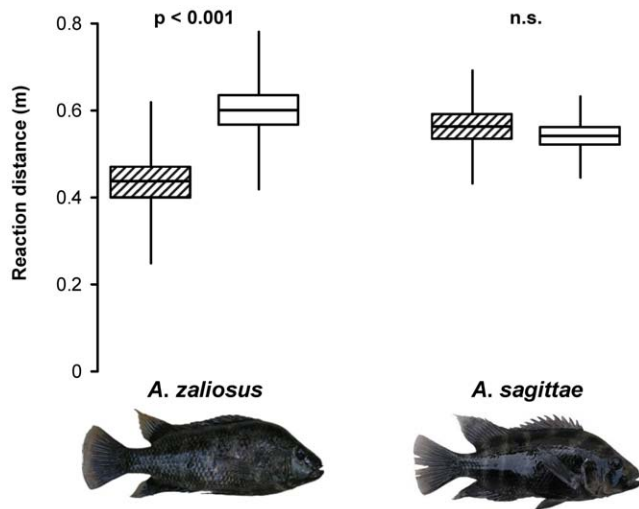 p < 0.001
n.s.
Reaction distance (m)
0.8
0.6
0.4
0.2
0
A. zaliosus
A. sagittae